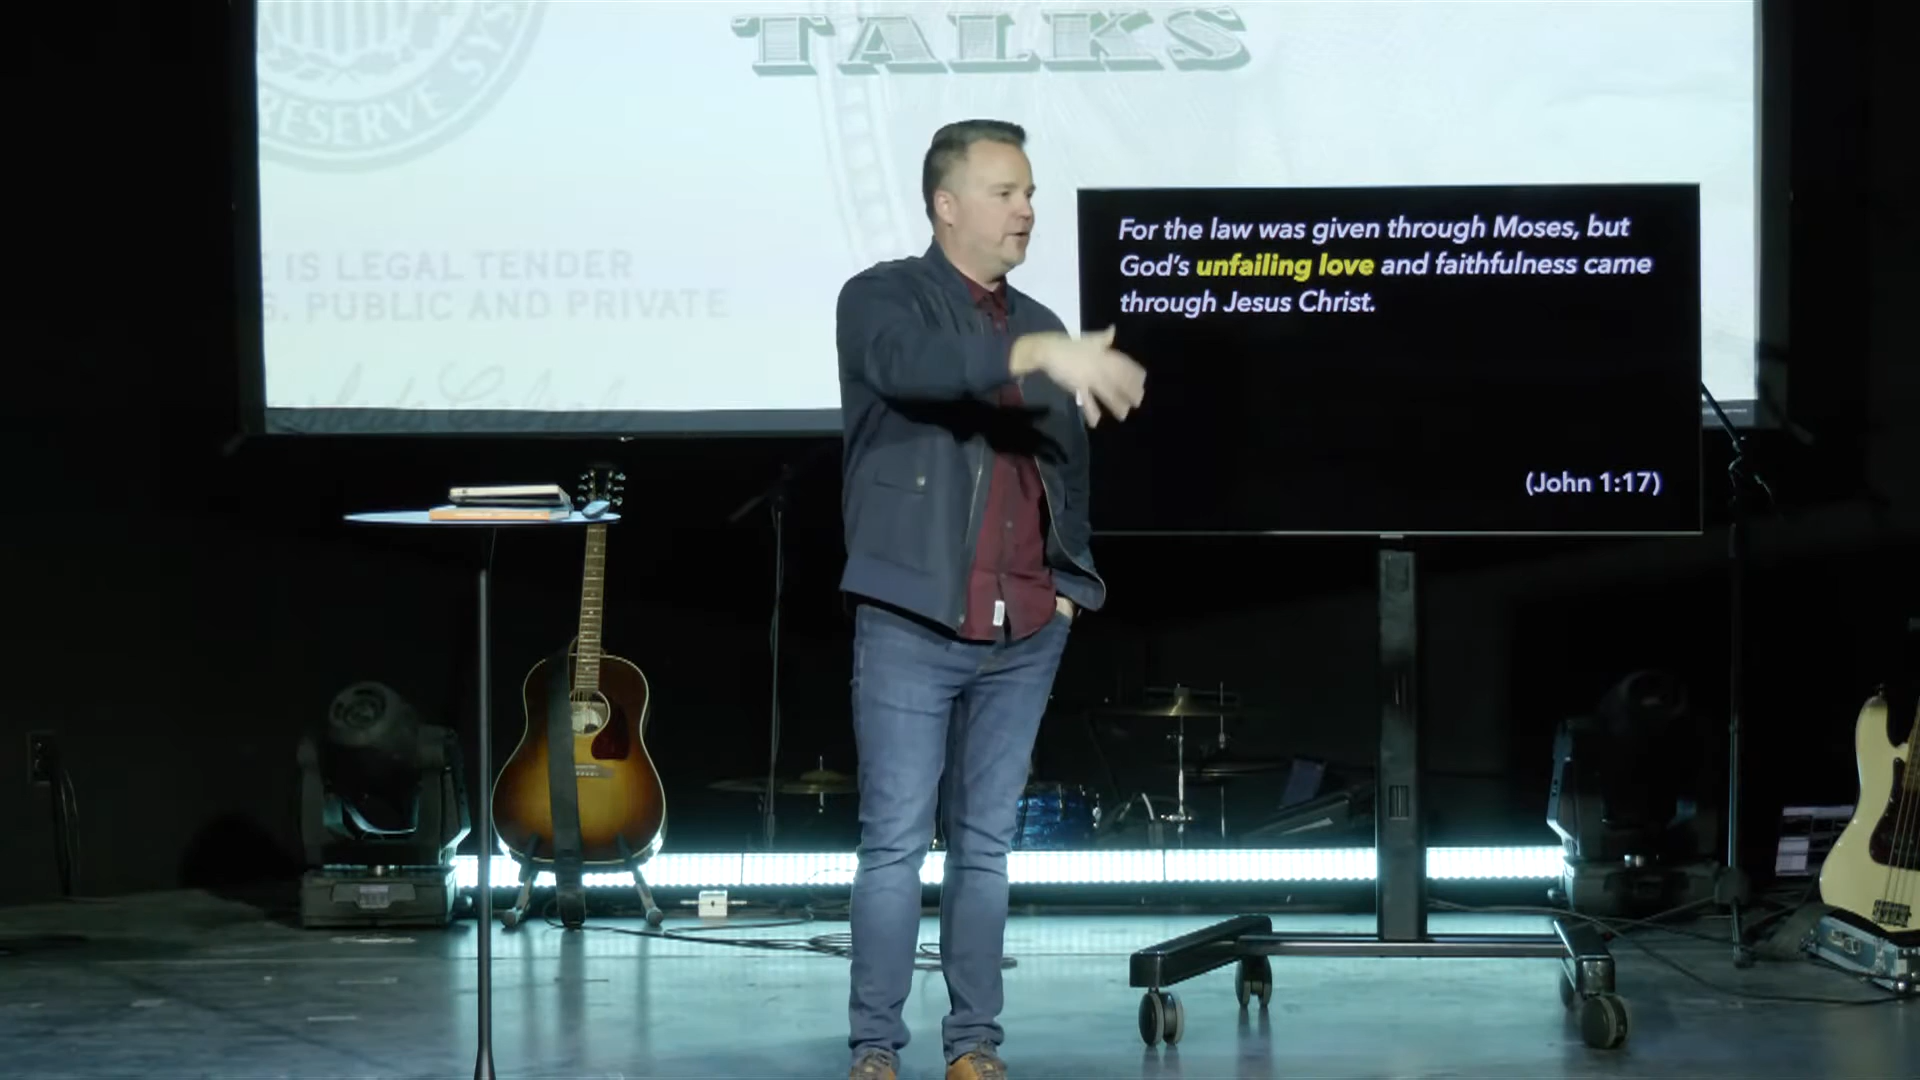 TALKS
RESERVE SYS
E IS LEGAL TENDER
S. PUBLIC AND PRIVATE
For the law was given through Moses, but
God's unfailing love and faithfulness came
through Jesus Christ.
(John 1:17)